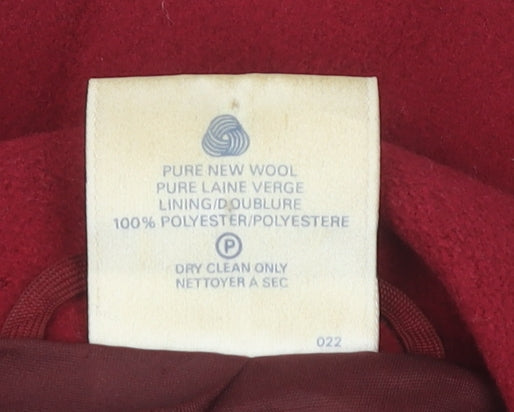 PURE NEW WOOL
PURE LAINE VERGE
LINING/DOUBLURE
100% POLYESTER/POLYESTERE
P
DRY CLEAN ONLY
NETTOYER A SEC
022